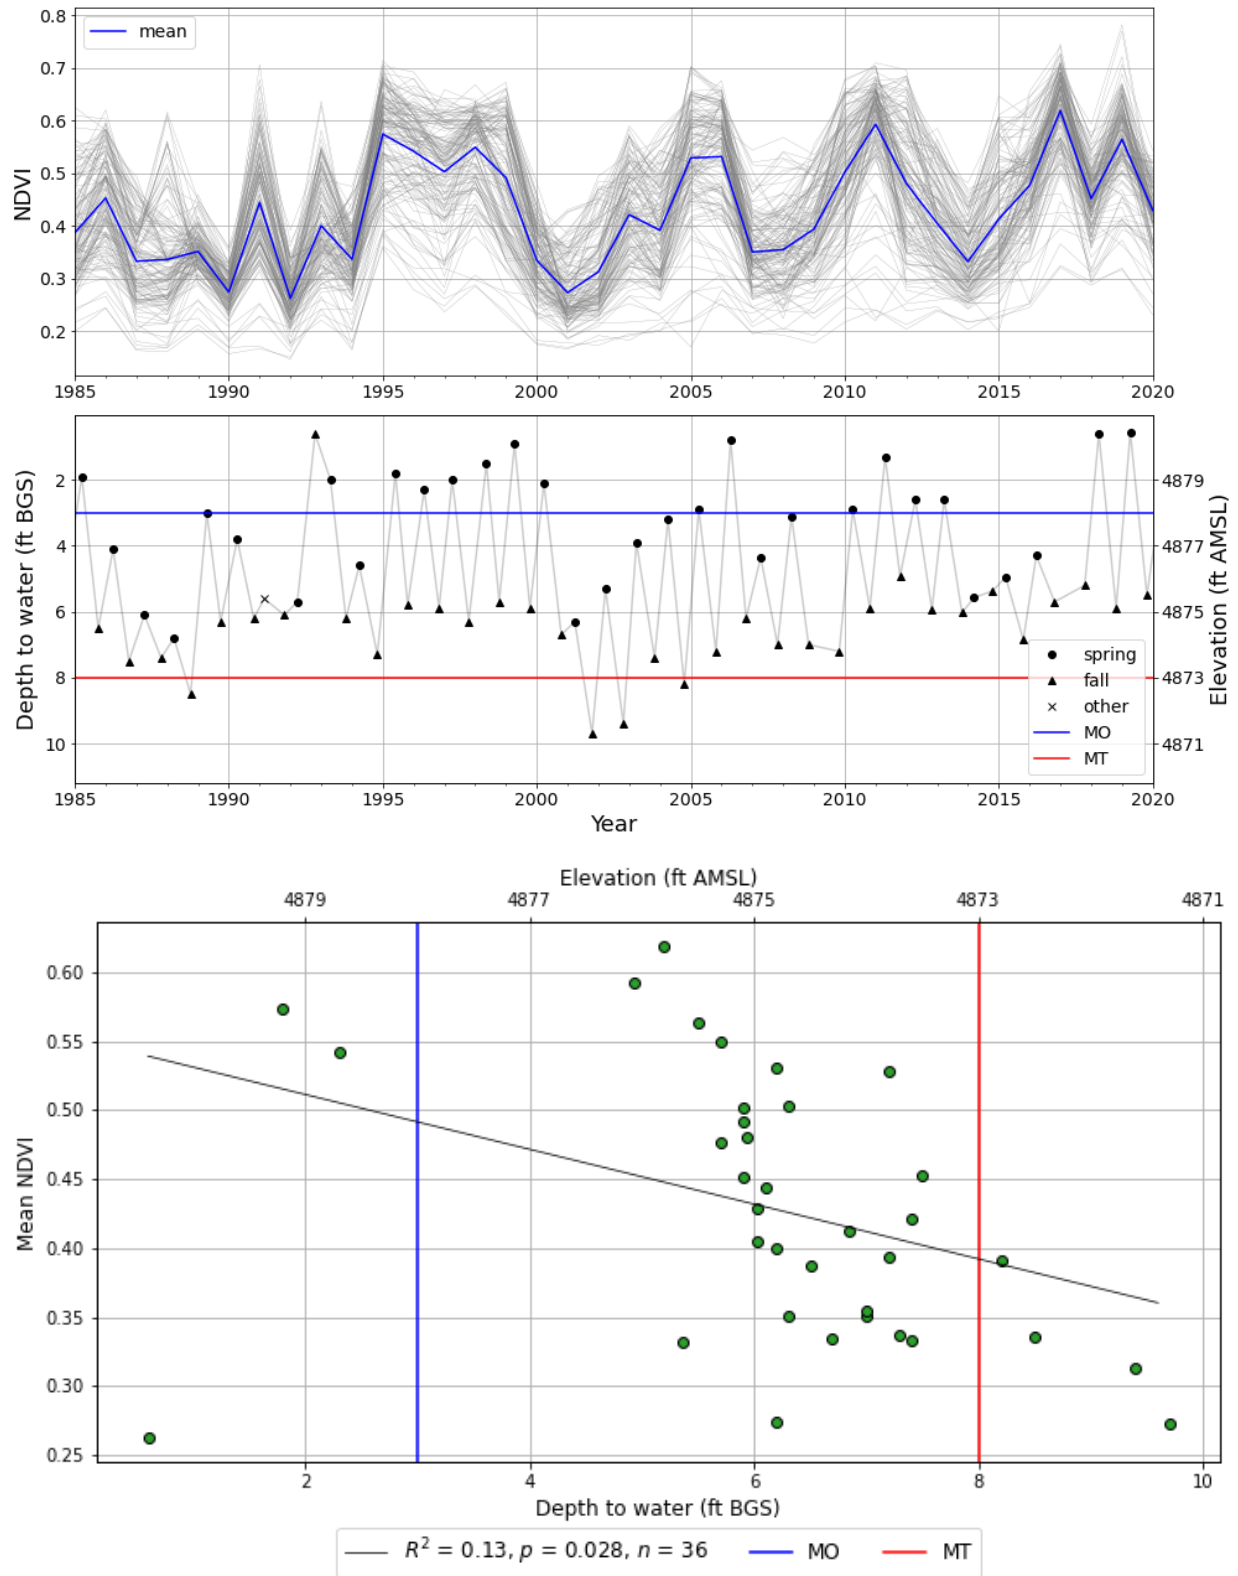 mean
0.8
0.7
0.6
0.5
0.4
0.3
0.2
NDVI
1985 1990 1995 2000 2005 2010 2015 2020
2
4
6
8
10
Depth to water (ft BGS)
4879
4877
4875
4873
4871
Elevation (ft AMSL)
spring
fall
other
MO
MT
1985 1990 1995 2000 2005 2010 2015 2020
Year
Elevation (ft AMSL)
4879 4877 4875 4873 4871
0.60
0.55
0.50
0.45
0.40
0.35
0.30
0.25
Mean NDVI
2 4 6 8 10
Depth to water (ft BGS)
R² = 0.13, p = 0.028, n = 36 MO MT